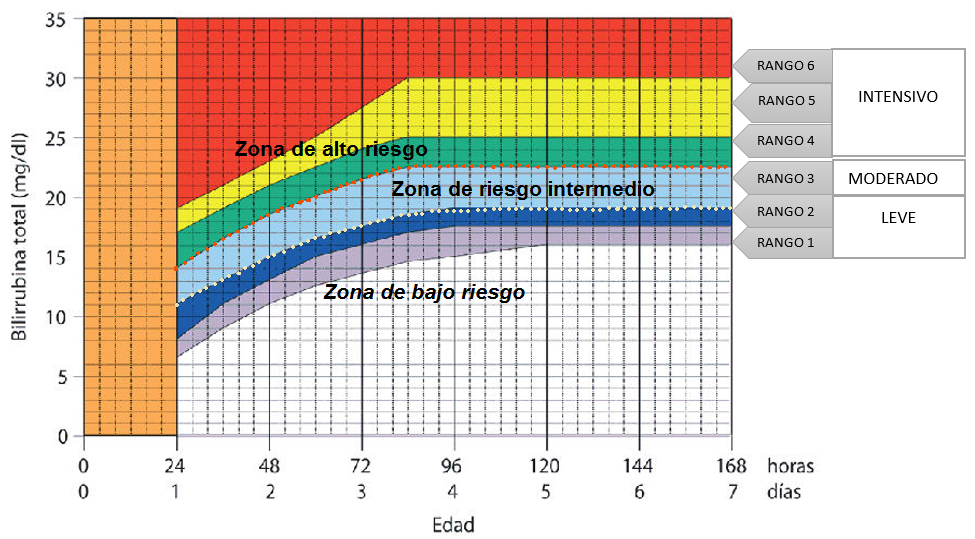 35
30
25
20
15
10
5
0
Bilirrubina total (mg/dl)
Zona de alto riesgo
Zona de riesgo intermedio
Zona de bajo riesgo
RANGO 6
RANGO 5
RANGO 4
RANGO 3
RANGO 2
RANGO 1
INTENSIVO
MODERADO
LEVE
0 24 48 72 96 120 144 168 horas
0 1 2 3 4 5 6 7 días
Edad